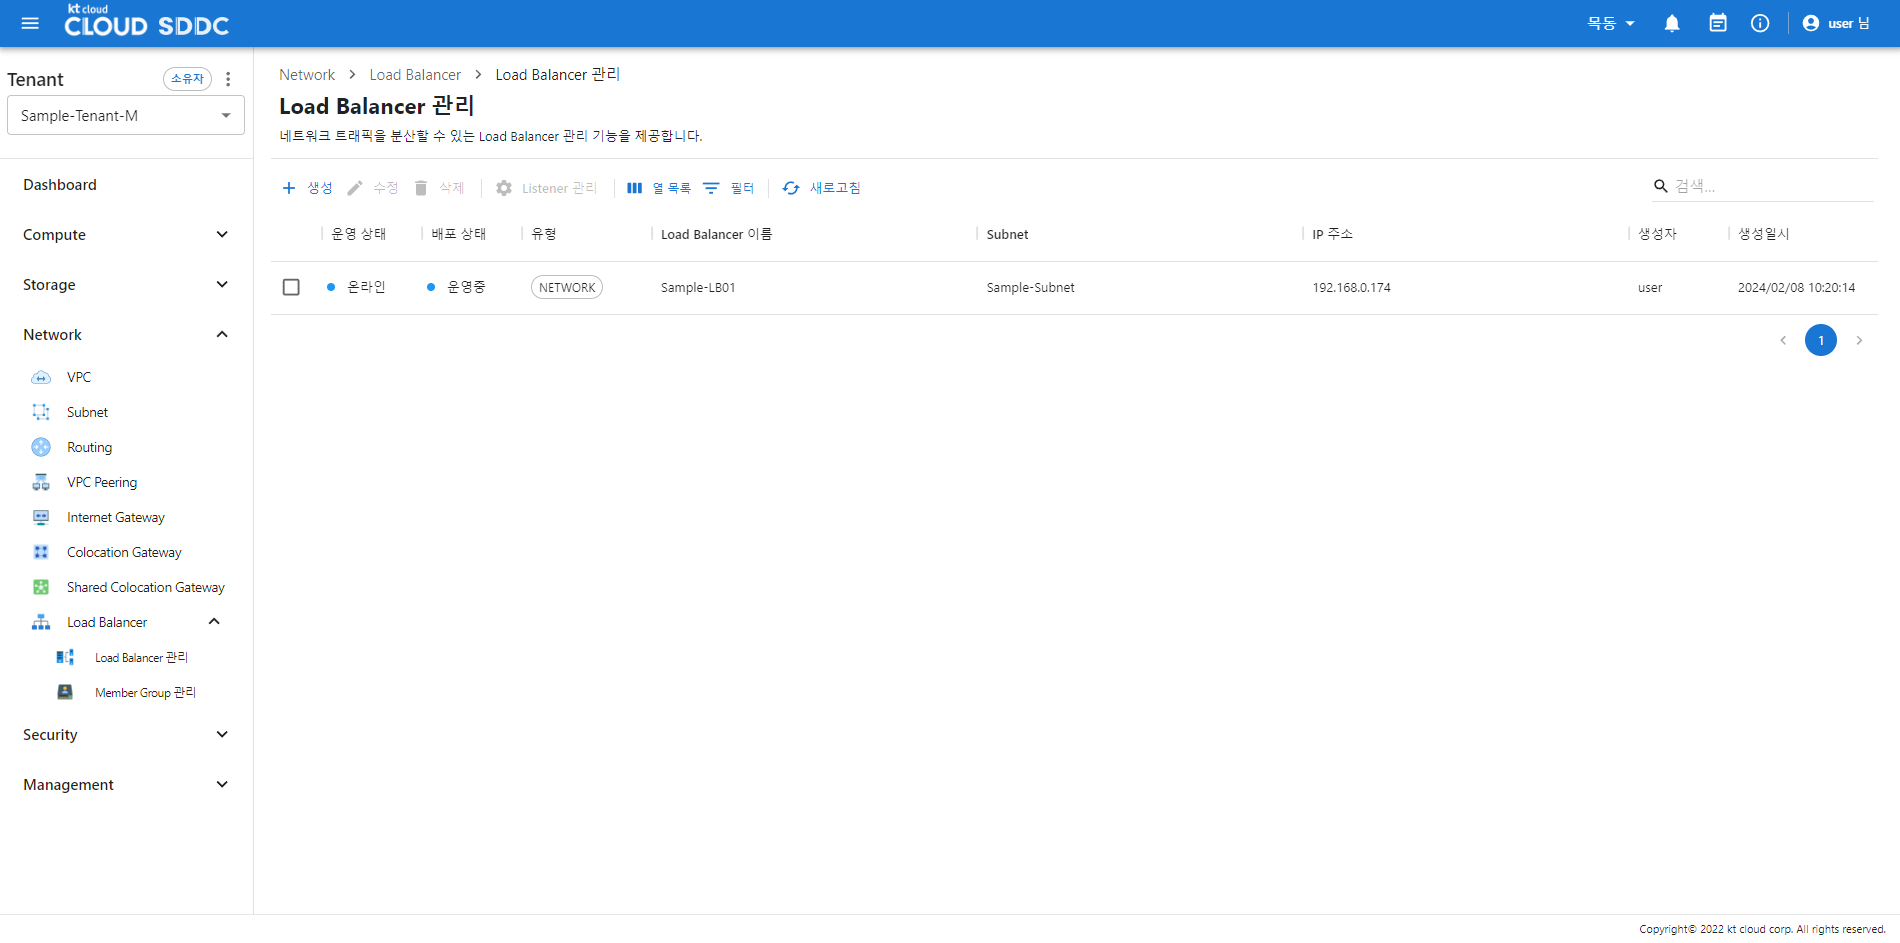 kt cloud
CLOUD SDDC
목동
user 님
Tenant
소유자
Sample-Tenant-M
Dashboard
Compute
Storage
Network
VPC
Subnet
Routing
VPC Peering
Internet Gateway
Colocation Gateway
Shared Colocation Gateway
Load Balancer
Load Balancer 관리
Member Group 관리
Security
Management
Network > Load Balancer > Load Balancer 관리
Load Balancer 관리
네트워크 트래픽을 분산할 수 있는 Load Balancer 관리 기능을 제공합니다.
+ 생성 수정 삭제 Listener 관리 열 목록 필터 새로고침 검색...
운영 상태 배포 상태 유형 Load Balancer 이름 Subnet IP 주소 생성자 생성일시
온라인 운영중 NETWORK Sample-LB01 Sample-Subnet 192.168.0.174 user 2024/02/08 10:20:14
1
Copyright© 2022 kt cloud corp. All rights reserved.